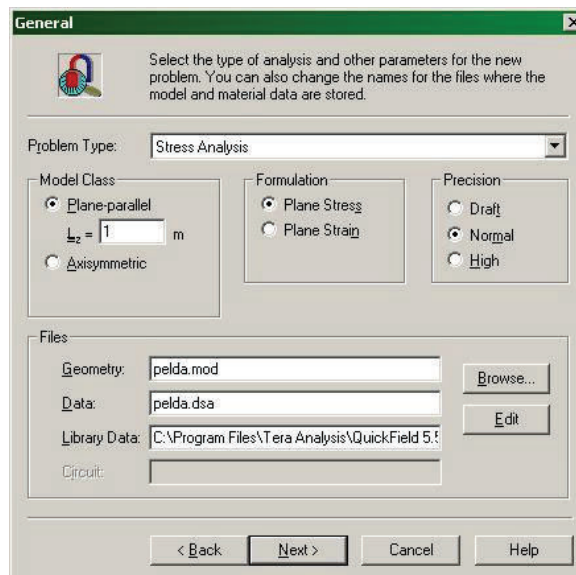 General
Select the type of analysis and other parameters for the new
problem. You can also change the names for the files where the
model and material data are stored.
Problem Type: Stress Analysis
Model Class
Plane-parallel
Lz = 1 m
Axisymmetric
Formulation
Plane Stress
Plane Strain
Precision
Draft
Normal
High
Files
Geometry: pelda.mod
Data: pelda.dsa
Library Data: C:\Program Files\Tera Analysis\QuickField 5.5
Circuit:
Browse...
Edit
< Back Next > Cancel Help